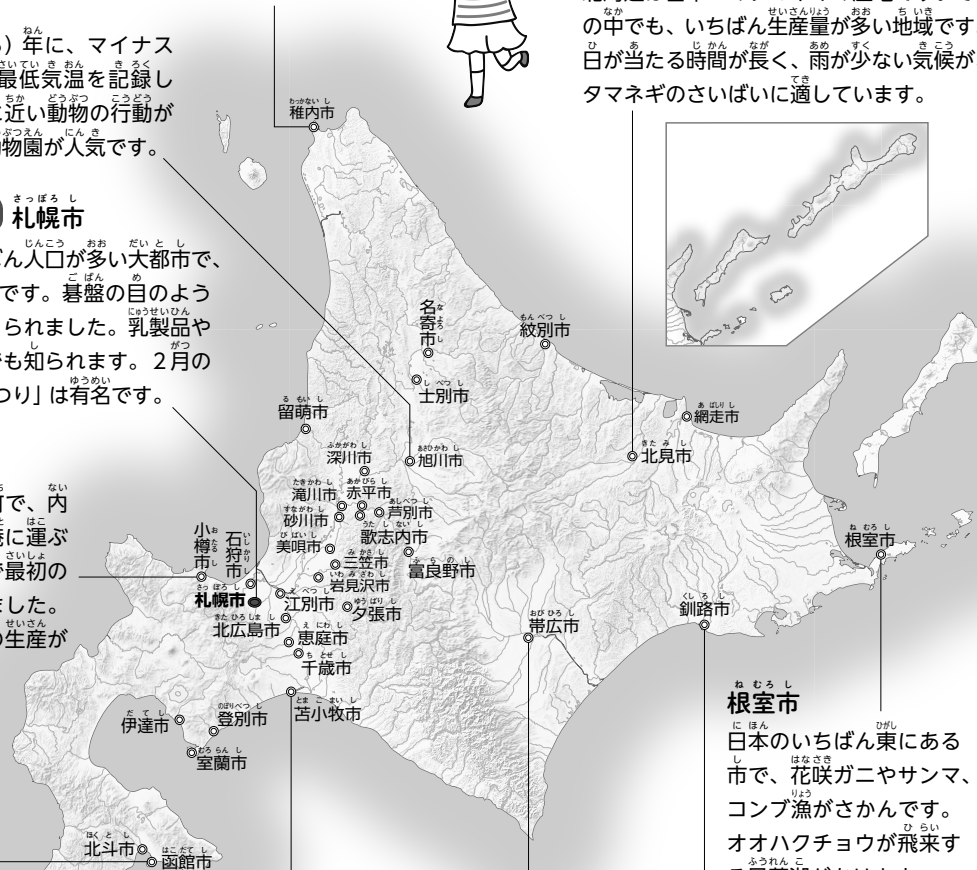 年に、マイナス
最低気温を記録し
近い動物の行動が
物園が人気です。
札幌市
ん人口が多い大都市で、
です。碁盤の目のよう
られました。乳製品や
も知られます。2月の
つり」は有名です。
で、内
に運ぶ
最初の
ました。
の生産が
の中でも、いちばん生産量が多い地域です
日が当たる時間が長く、雨が少ない気候が
タマネギのさいばいに適しています。
稚内市
名寄市
紋別市
士別市
留萌市
網走市
深川市
旭川市
北見市
滝川市
赤平市
芦別市
砂川市
歌志内市
美唄市
三笠市
富良野市
岩見沢市
小樽市
石狩市
札幌市
江別市
夕張市
北広島市
恵庭市
千歳市
帯広市
釧路市
根室市
伊達市
登別市
苫小牧市
室蘭市
北斗市
函館市
根室市
日本のいちばん東にある
市で、花咲ガニやサンマ、
コンブ漁がさかんです。
オオハクチョウが飛来す